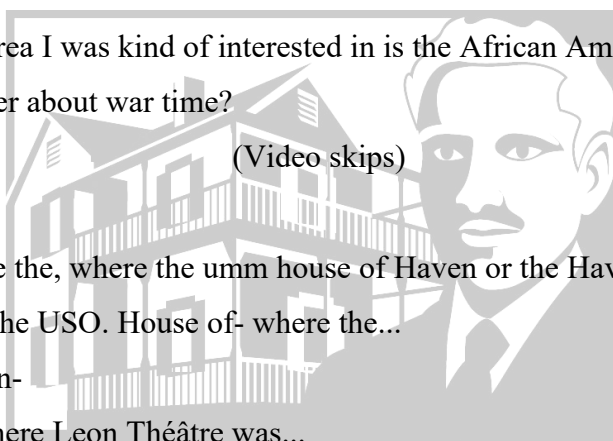 rea I was kind of interested in is the African Am
er about war time?
(Video skips)
e the, where the umm house of Haven or the Hav
he USO. House of- where the...
n-
here Leon Théâtre was...